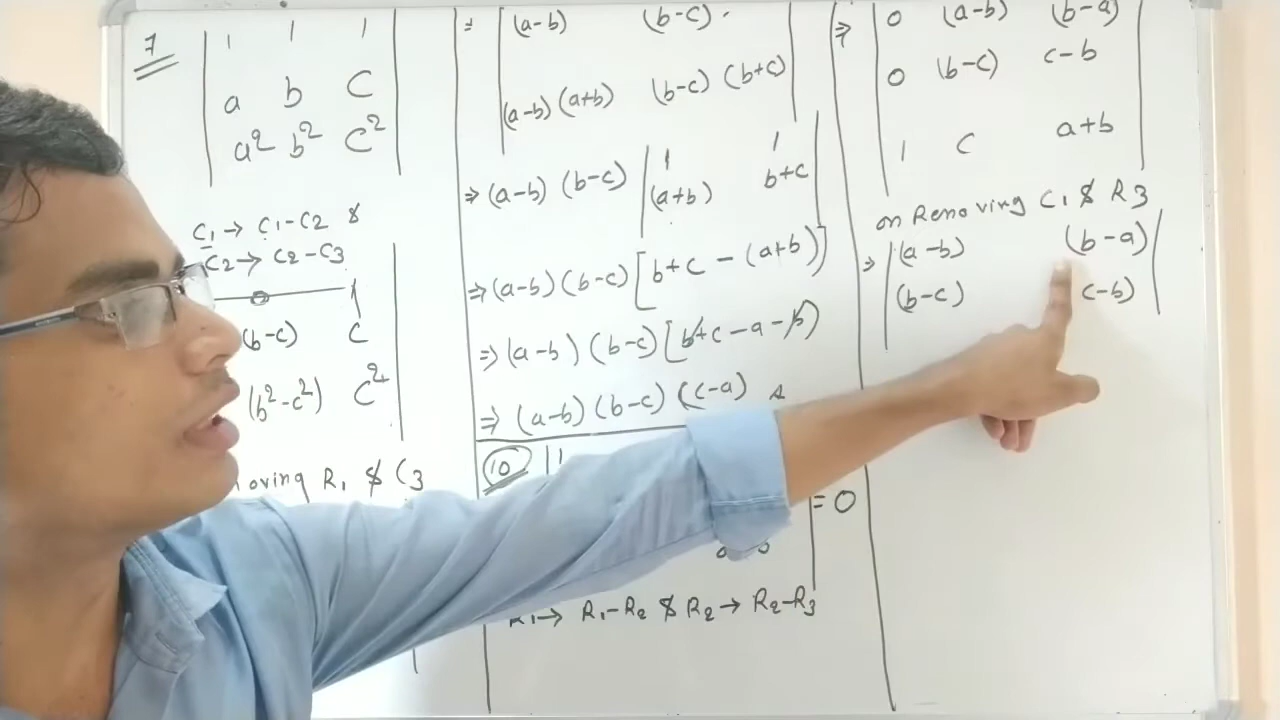 7
1 1 1
a b C
a² b² C²
C₁ → C₁-C₂ &
C₂ → C₂-C₃
1
(b-c) C
(b²-c²) C²
oving R₁ & C3
= (a-b) (b-c)
(a-b) (a+b) (b-c) (b+c)
⇒ (a-b) (b-c) | 1 1
(a+b) b+c |
⇒ (a-b) (b-c) [b+c - (a+b)]
⇒ (a-b) (b-c) [b+c-a-b)
⇒ (a-b) (b-c) (c-a)
10
= 0
R₁→ R₁-R₂ & R₂ → R₂-R₃
⇒ | 0 (a-b) (b-a) |
0 (b-c) c-b
1 c a+b
on Removing C₁ & R3
⇒ | (a-b) (b-a) |
(b-c) c-b)